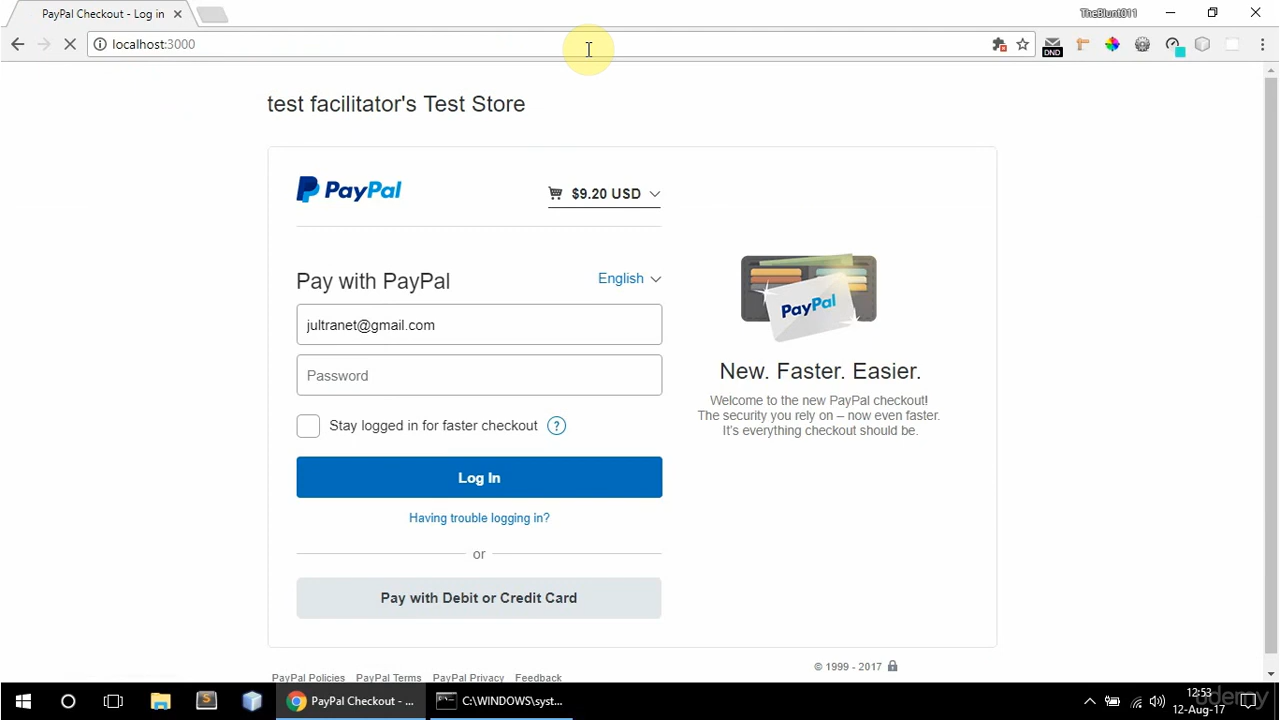 PayPal Checkout - Log in
TheBlunt011
localhost:3000
DND
test facilitator's Test Store
PayPal
$9.20 USD
Pay with PayPal
English
jultranet@gmail.com
Password
Stay logged in for faster checkout ?
Log In
Having trouble logging in?
or
Pay with Debit or Credit Card
PayPal
New. Faster. Easier.
Welcome to the new PayPal checkout!
The security you rely on – now even faster.
It's everything checkout should be.
© 1999 - 2017
PayPal Policies PayPal Terms PayPal Privacy Feedback
PayPal Checkout - ...
C:\WINDOWS\syst...
12:53
12-Aug-17
udemy